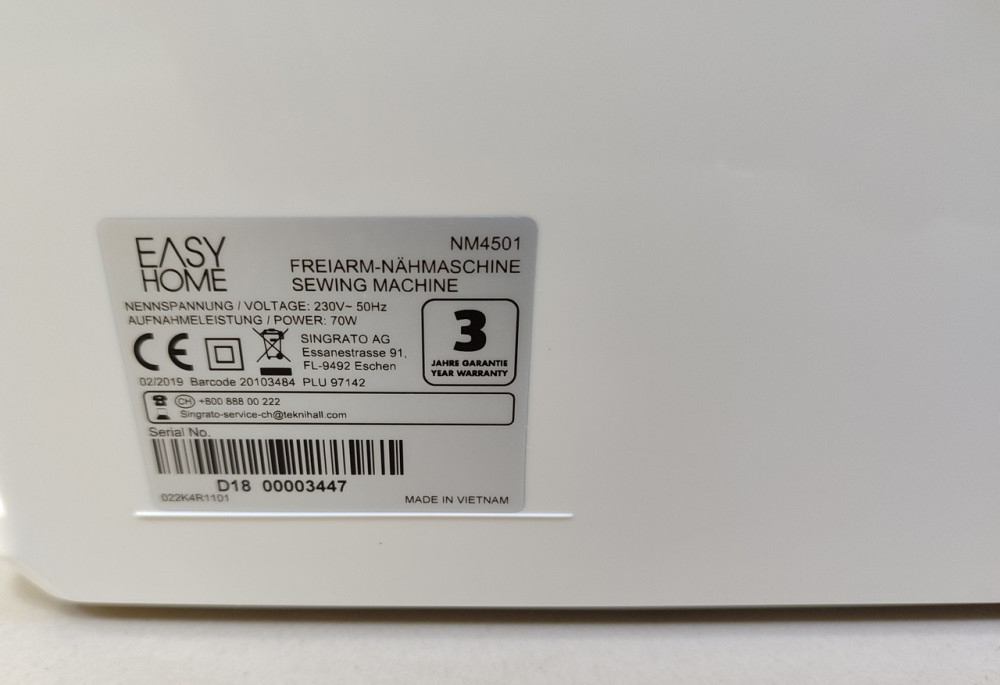 EASY
HOME
NM4501
FREIARM-NÄHMASCHINE
SEWING MACHINE
NENNSPANNUNG / VOLTAGE: 230V~ 50Hz
AUFNAHMELEISTUNG / POWER: 70W
CE
SINGRATO AG
Essanestrasse 91,
FL-9492 Eschen
3
JAHRE GARANTIE
YEAR WARRANTY
02/2019 Barcode 20103484 PLU 97142
CH +800 888 00 222
Singrato-service-ch@teknihall.com
Serial No.
D18 00003447
022K4R1101
MADE IN VIETNAM